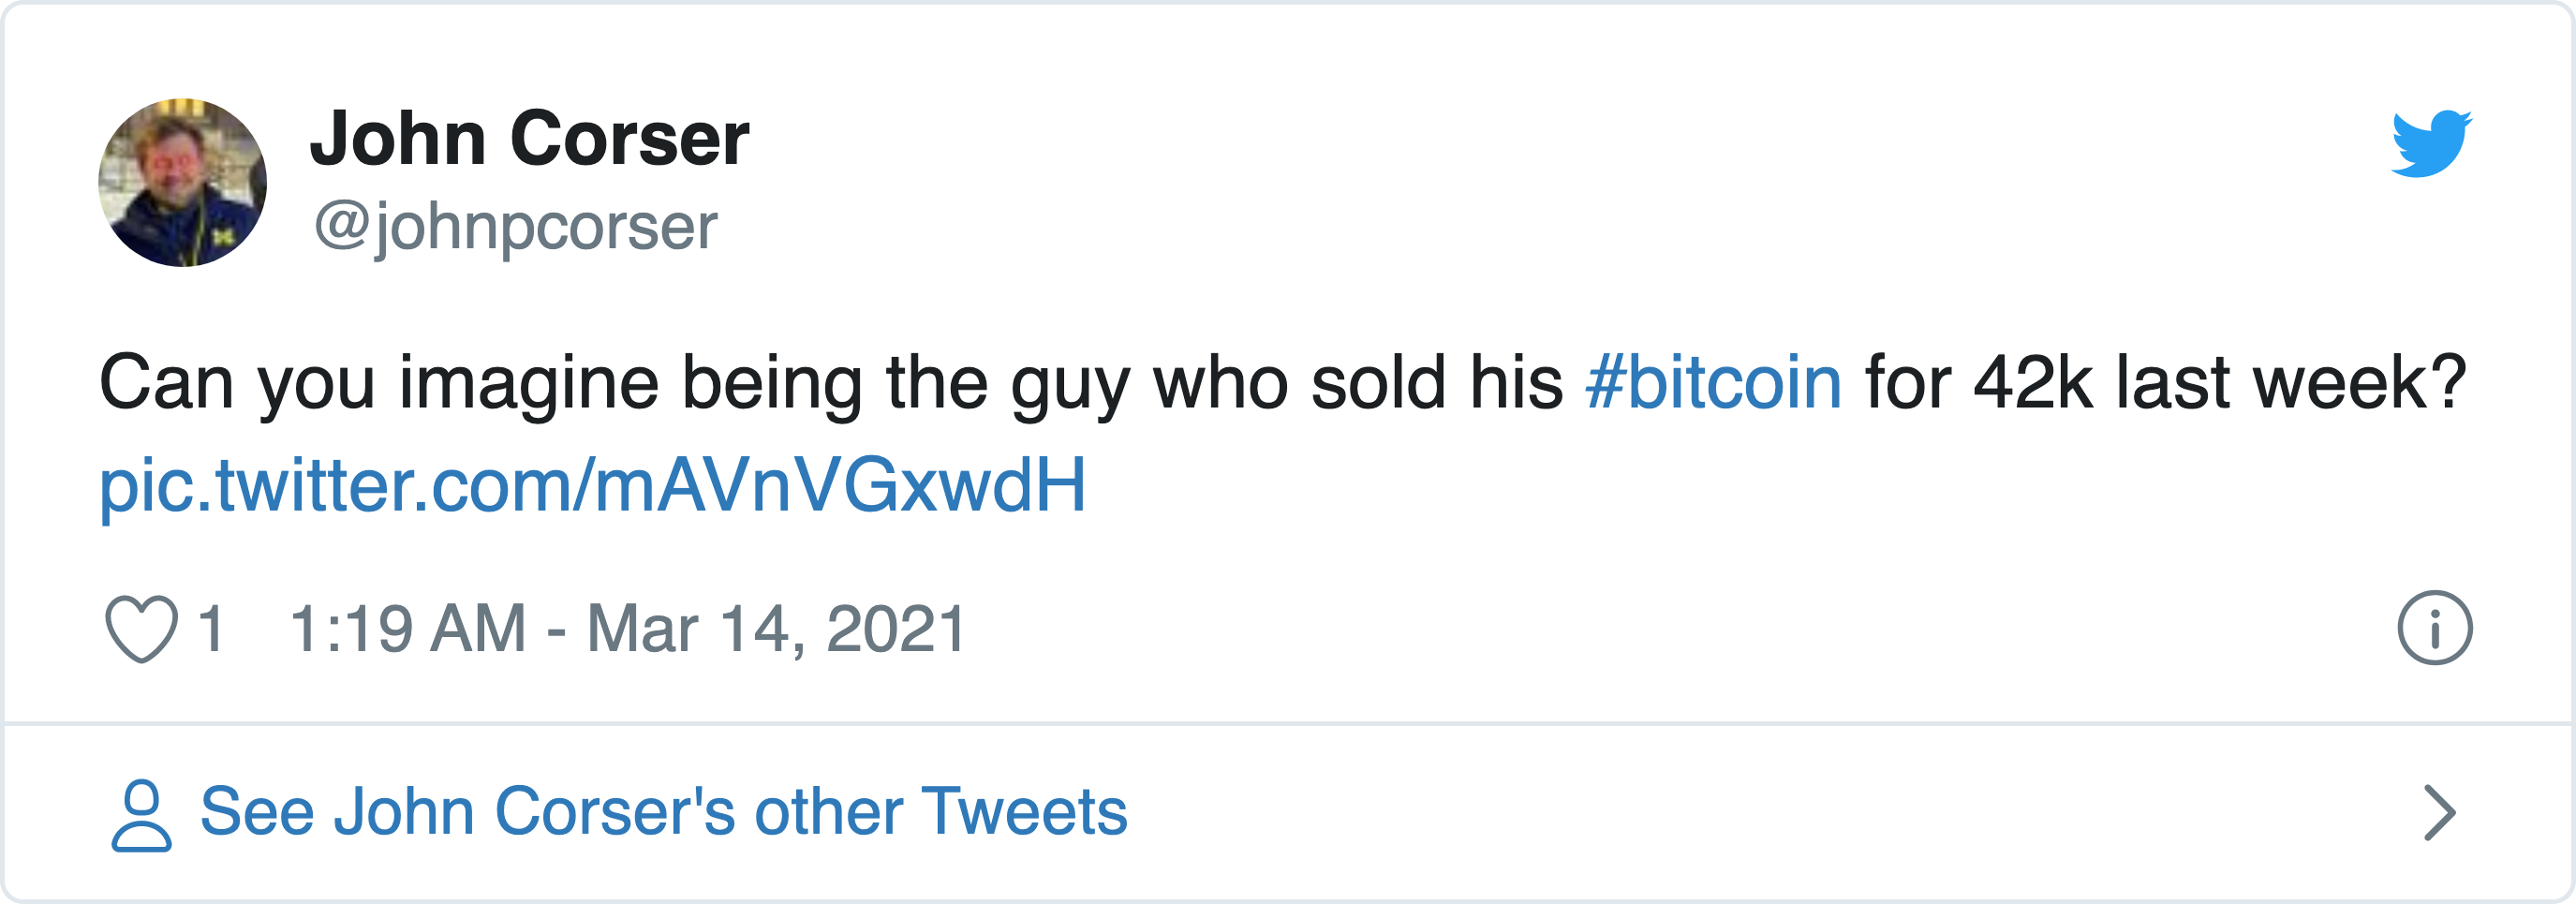 John Corser
@johnpcorser
Can you imagine being the guy who sold his #bitcoin for 42k last week?
pic.twitter.com/mAVnVGxwdH
1 1:19 AM - Mar 14, 2021
See John Corser's other Tweets